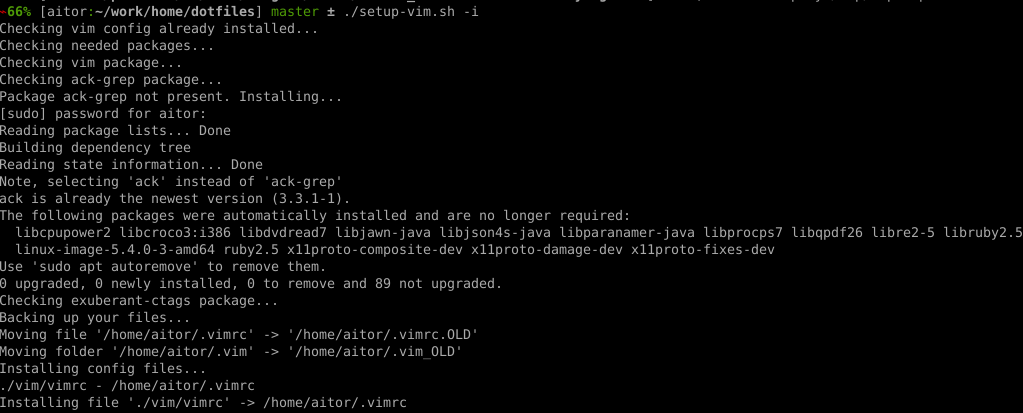 ~66% [aitor:~/work/home/dotfiles] master ± ./setup-vim.sh -i
Checking vim config already installed...
Checking needed packages...
Checking vim package...
Checking ack-grep package...
Package ack-grep not present. Installing...
[sudo] password for aitor:
Reading package lists... Done
Building dependency tree
Reading state information... Done
Note, selecting 'ack' instead of 'ack-grep'
ack is already the newest version (3.3.1-1).
The following packages were automatically installed and are no longer required:
  libcpupower2 libcroco3:i386 libdvdread7 libjawn-java libjson4s-java libparanamer-java libprocps7 libqpdf26 libre2-5 libruby2.5
  linux-image-5.4.0-3-amd64 ruby2.5 x11proto-composite-dev x11proto-damage-dev x11proto-fixes-dev
Use 'sudo apt autoremove' to remove them.
0 upgraded, 0 newly installed, 0 to remove and 89 not upgraded.
Checking exuberant-ctags package...
Backing up your files...
Moving file '/home/aitor/.vimrc' -> '/home/aitor/.vimrc.OLD'
Moving folder '/home/aitor/.vim' -> '/home/aitor/.vim_OLD'
Installing config files...
./vim/vimrc - /home/aitor/.vimrc
Installing file './vim/vimrc' -> /home/aitor/.vimrc